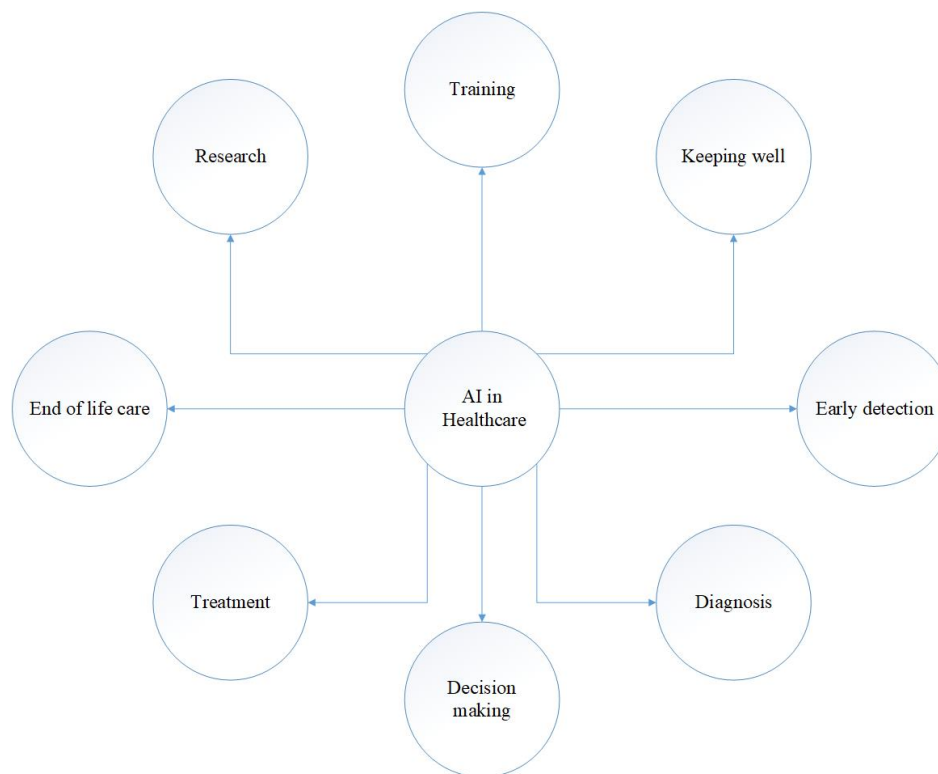 Training
Research
Keeping well
End of life care
AI in
Healthcare
Early detection
Treatment
Diagnosis
Decision
making